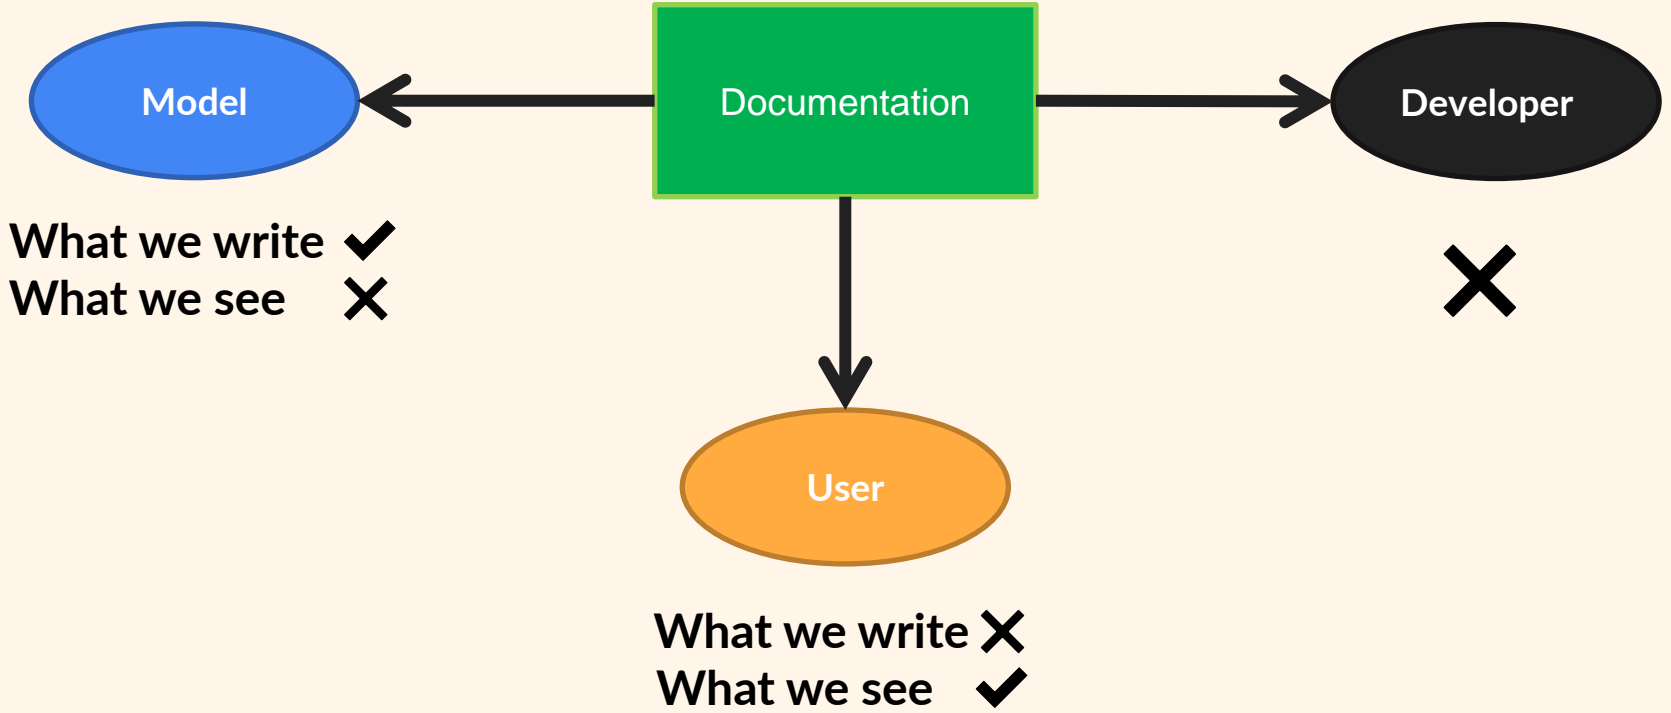 Model
Documentation
Developer
What we write ✔
What we see ✕
User
What we write ✕
What we see ✔